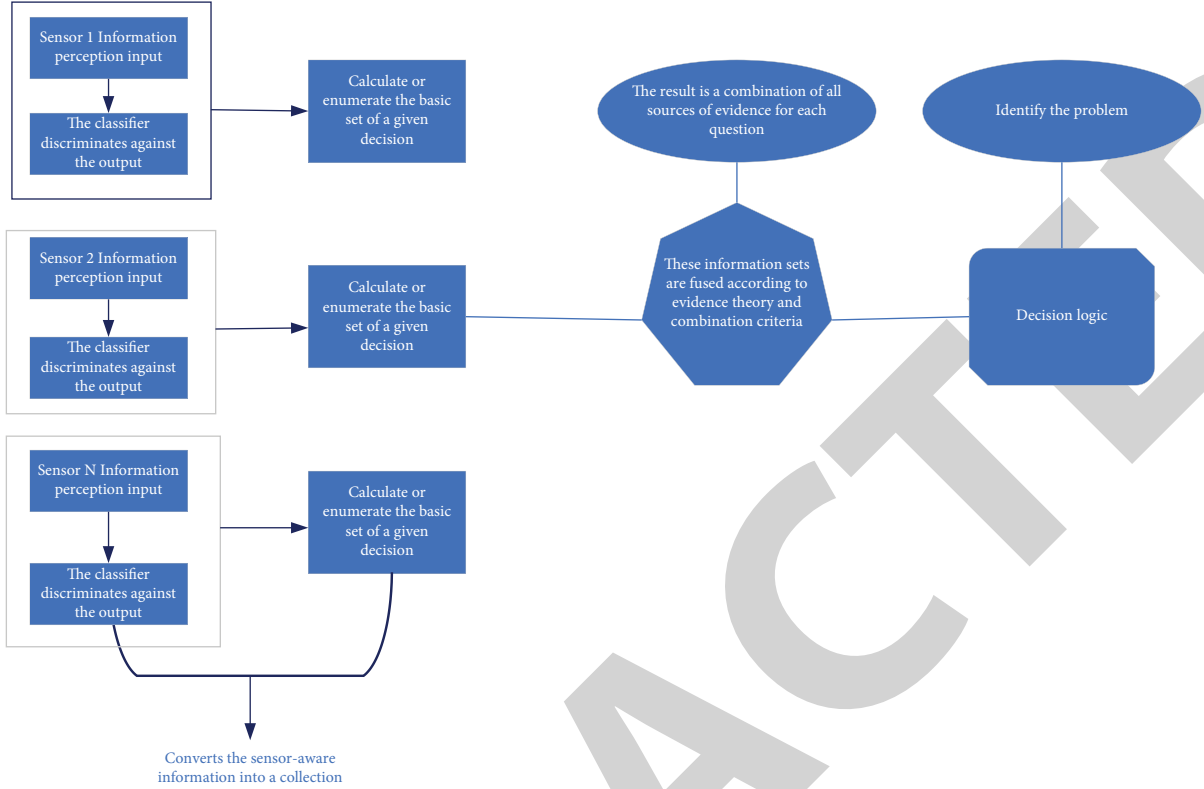 Sensor 1 Information
perception input
The classifier
discriminates against
the output
Calculate or
enumerate the basic
set of a given
decision
The result is a combination of all
sources of evidence for each
question
Identify the problem
Sensor 2 Information
perception input
The classifier
discriminates against
the output
Calculate or
enumerate the basic
set of a given
decision
These information sets
are fused according to
evidence theory and
combination criteria
Decision logic
Sensor N Information
perception input
The classifier
discriminates against
the output
Calculate or
enumerate the basic
set of a given
decision
Converts the sensor-aware
information into a collection
ACTE